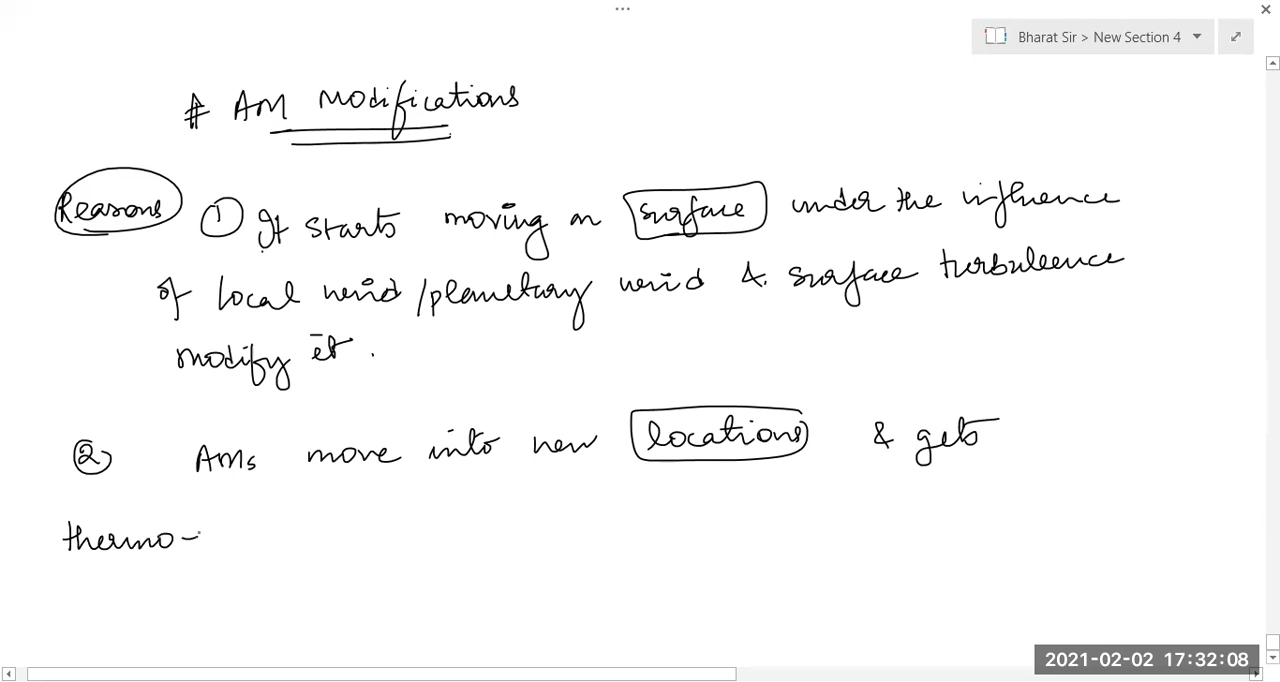 Bharat Sir > New Section 4
# AM Modifications
Reasons ① It starts moving on surface under the influence
of local wind/planetary wind & surface turbulence
modify it.
② AMs move into new locations & gets
thermo-
2021-02-02 17:32:08